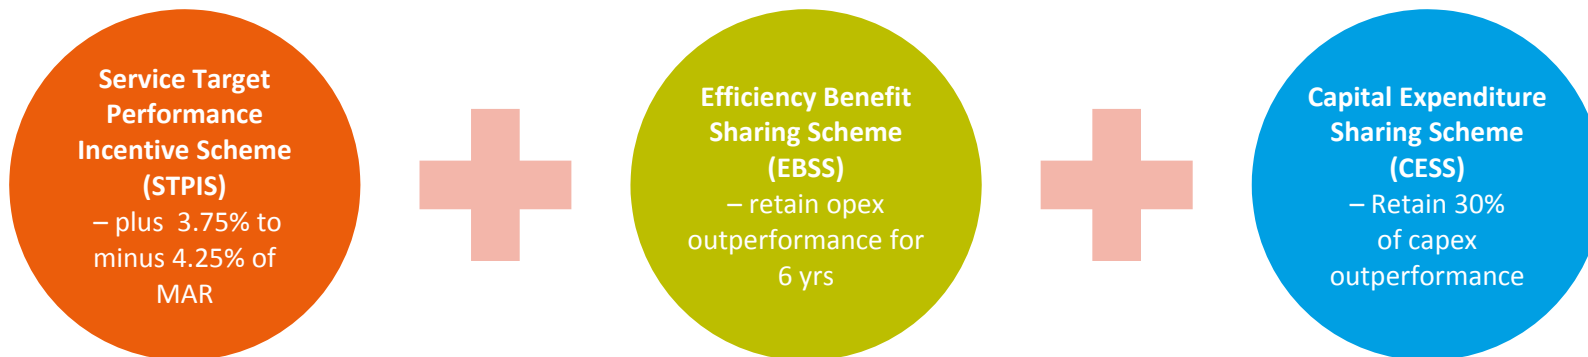 Service Target
Performance
Incentive Scheme
(STPIS)
– plus  3.75% to
minus 4.25% of
MAR
Efficiency Benefit
Sharing Scheme
(EBSS)
– retain opex
outperformance for
6 yrs
Capital Expenditure
Sharing Scheme
(CESS)
– Retain 30%
of capex
outperformance